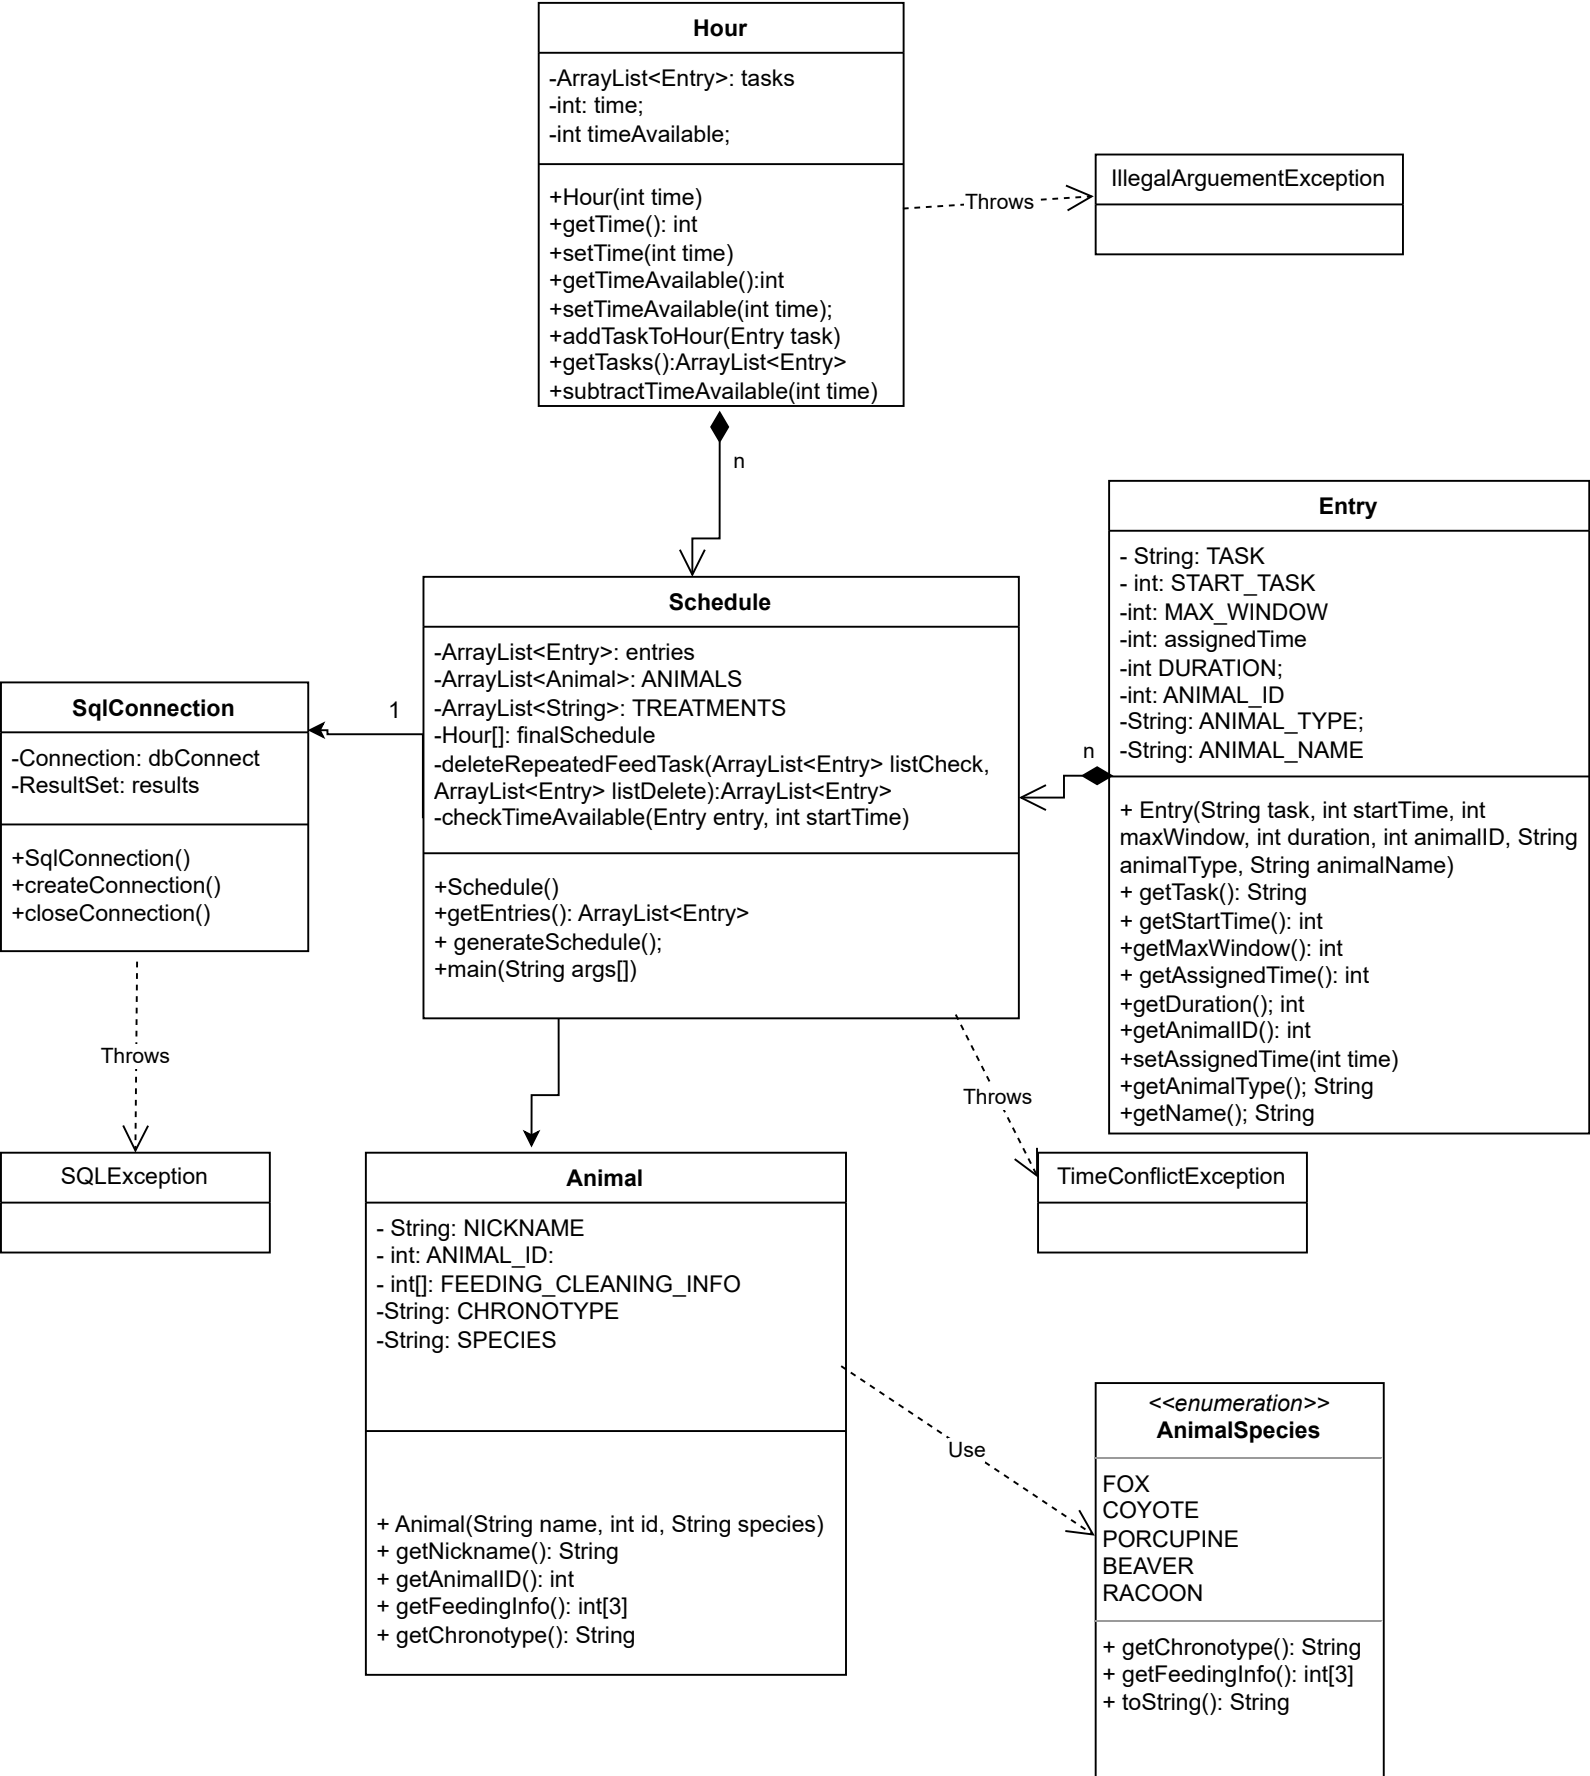 Hour
-ArrayList<Entry>: tasks
-int: time;
-int timeAvailable;
+Hour(int time)
+getTime(): int
+setTime(int time)
+getTimeAvailable():int
+setTimeAvailable(int time);
+addTaskToHour(Entry task)
+getTasks():ArrayList<Entry>
+subtractTimeAvailable(int time)
Throws
IllegalArguementException
n
Entry
- String: TASK
- int: START_TASK
-int: MAX_WINDOW
-int: assignedTime
-int DURATION;
-int: ANIMAL_ID
-String: ANIMAL_TYPE;
-String: ANIMAL_NAME
+ Entry(String task, int startTime, int
maxWindow, int duration, int animalID, String
animalType, String animalName)
+ getTask(): String
+ getStartTime(): int
+getMaxWindow(): int
+ getAssignedTime(): int
+getDuration(); int
+getAnimalID(): int
+setAssignedTime(int time)
+getAnimalType(); String
+getName(); String
n
Schedule
-ArrayList<Entry>: entries
-ArrayList<Animal>: ANIMALS
-ArrayList<String>: TREATMENTS
-Hour[]: finalSchedule
-deleteRepeatedFeedTask(ArrayList<Entry> listCheck,
ArrayList<Entry> listDelete):ArrayList<Entry>
-checkTimeAvailable(Entry entry, int startTime)
+Schedule()
+getEntries(): ArrayList<Entry>
+ generateSchedule();
+main(String args[])
1
SqlConnection
-Connection: dbConnect
-ResultSet: results
+SqlConnection()
+createConnection()
+closeConnection()
Throws
SQLException
Throws
TimeConflictException
Animal
- String: NICKNAME
- int: ANIMAL_ID:
- int[]: FEEDING_CLEANING_INFO
-String: CHRONOTYPE
-String: SPECIES
+ Animal(String name, int id, String species)
+ getNickname(): String
+ getAnimalID(): int
+ getFeedingInfo(): int[3]
+ getChronotype(): String
Use
<<enumeration>>
AnimalSpecies
FOX
COYOTE
PORCUPINE
BEAVER
RACOON
+ getChronotype(): String
+ getFeedingInfo(): int[3]
+ toString(): String